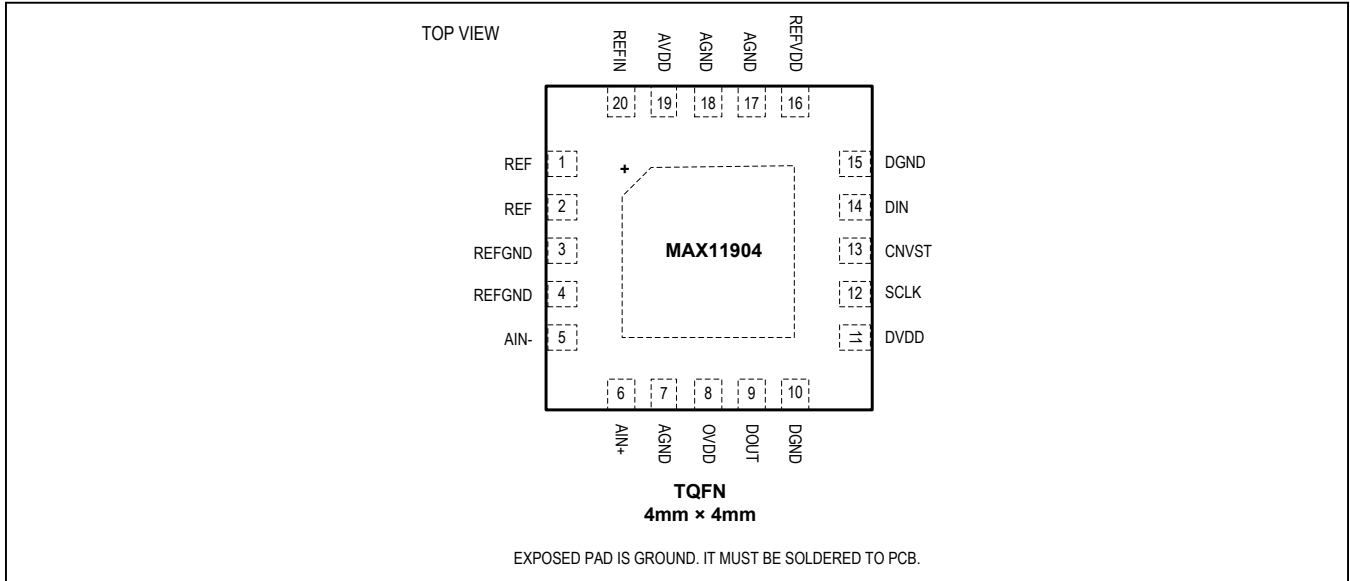 TOP VIEW
REFIN
AVDD
AGND
AGND
REFVDD
20 19 18 17 16
REF 1
REF 2
REFGND 3
REFGND 4
AIN- 5
+
MAX11904
15 DGND
14 DIN
13 CNVST
12 SCLK
11 DVDD
6 7 8 9 10
AIN+
AGND
OVDD
DOUT
DGND
TQFN
4mm × 4mm
EXPOSED PAD IS GROUND. IT MUST BE SOLDERED TO PCB.